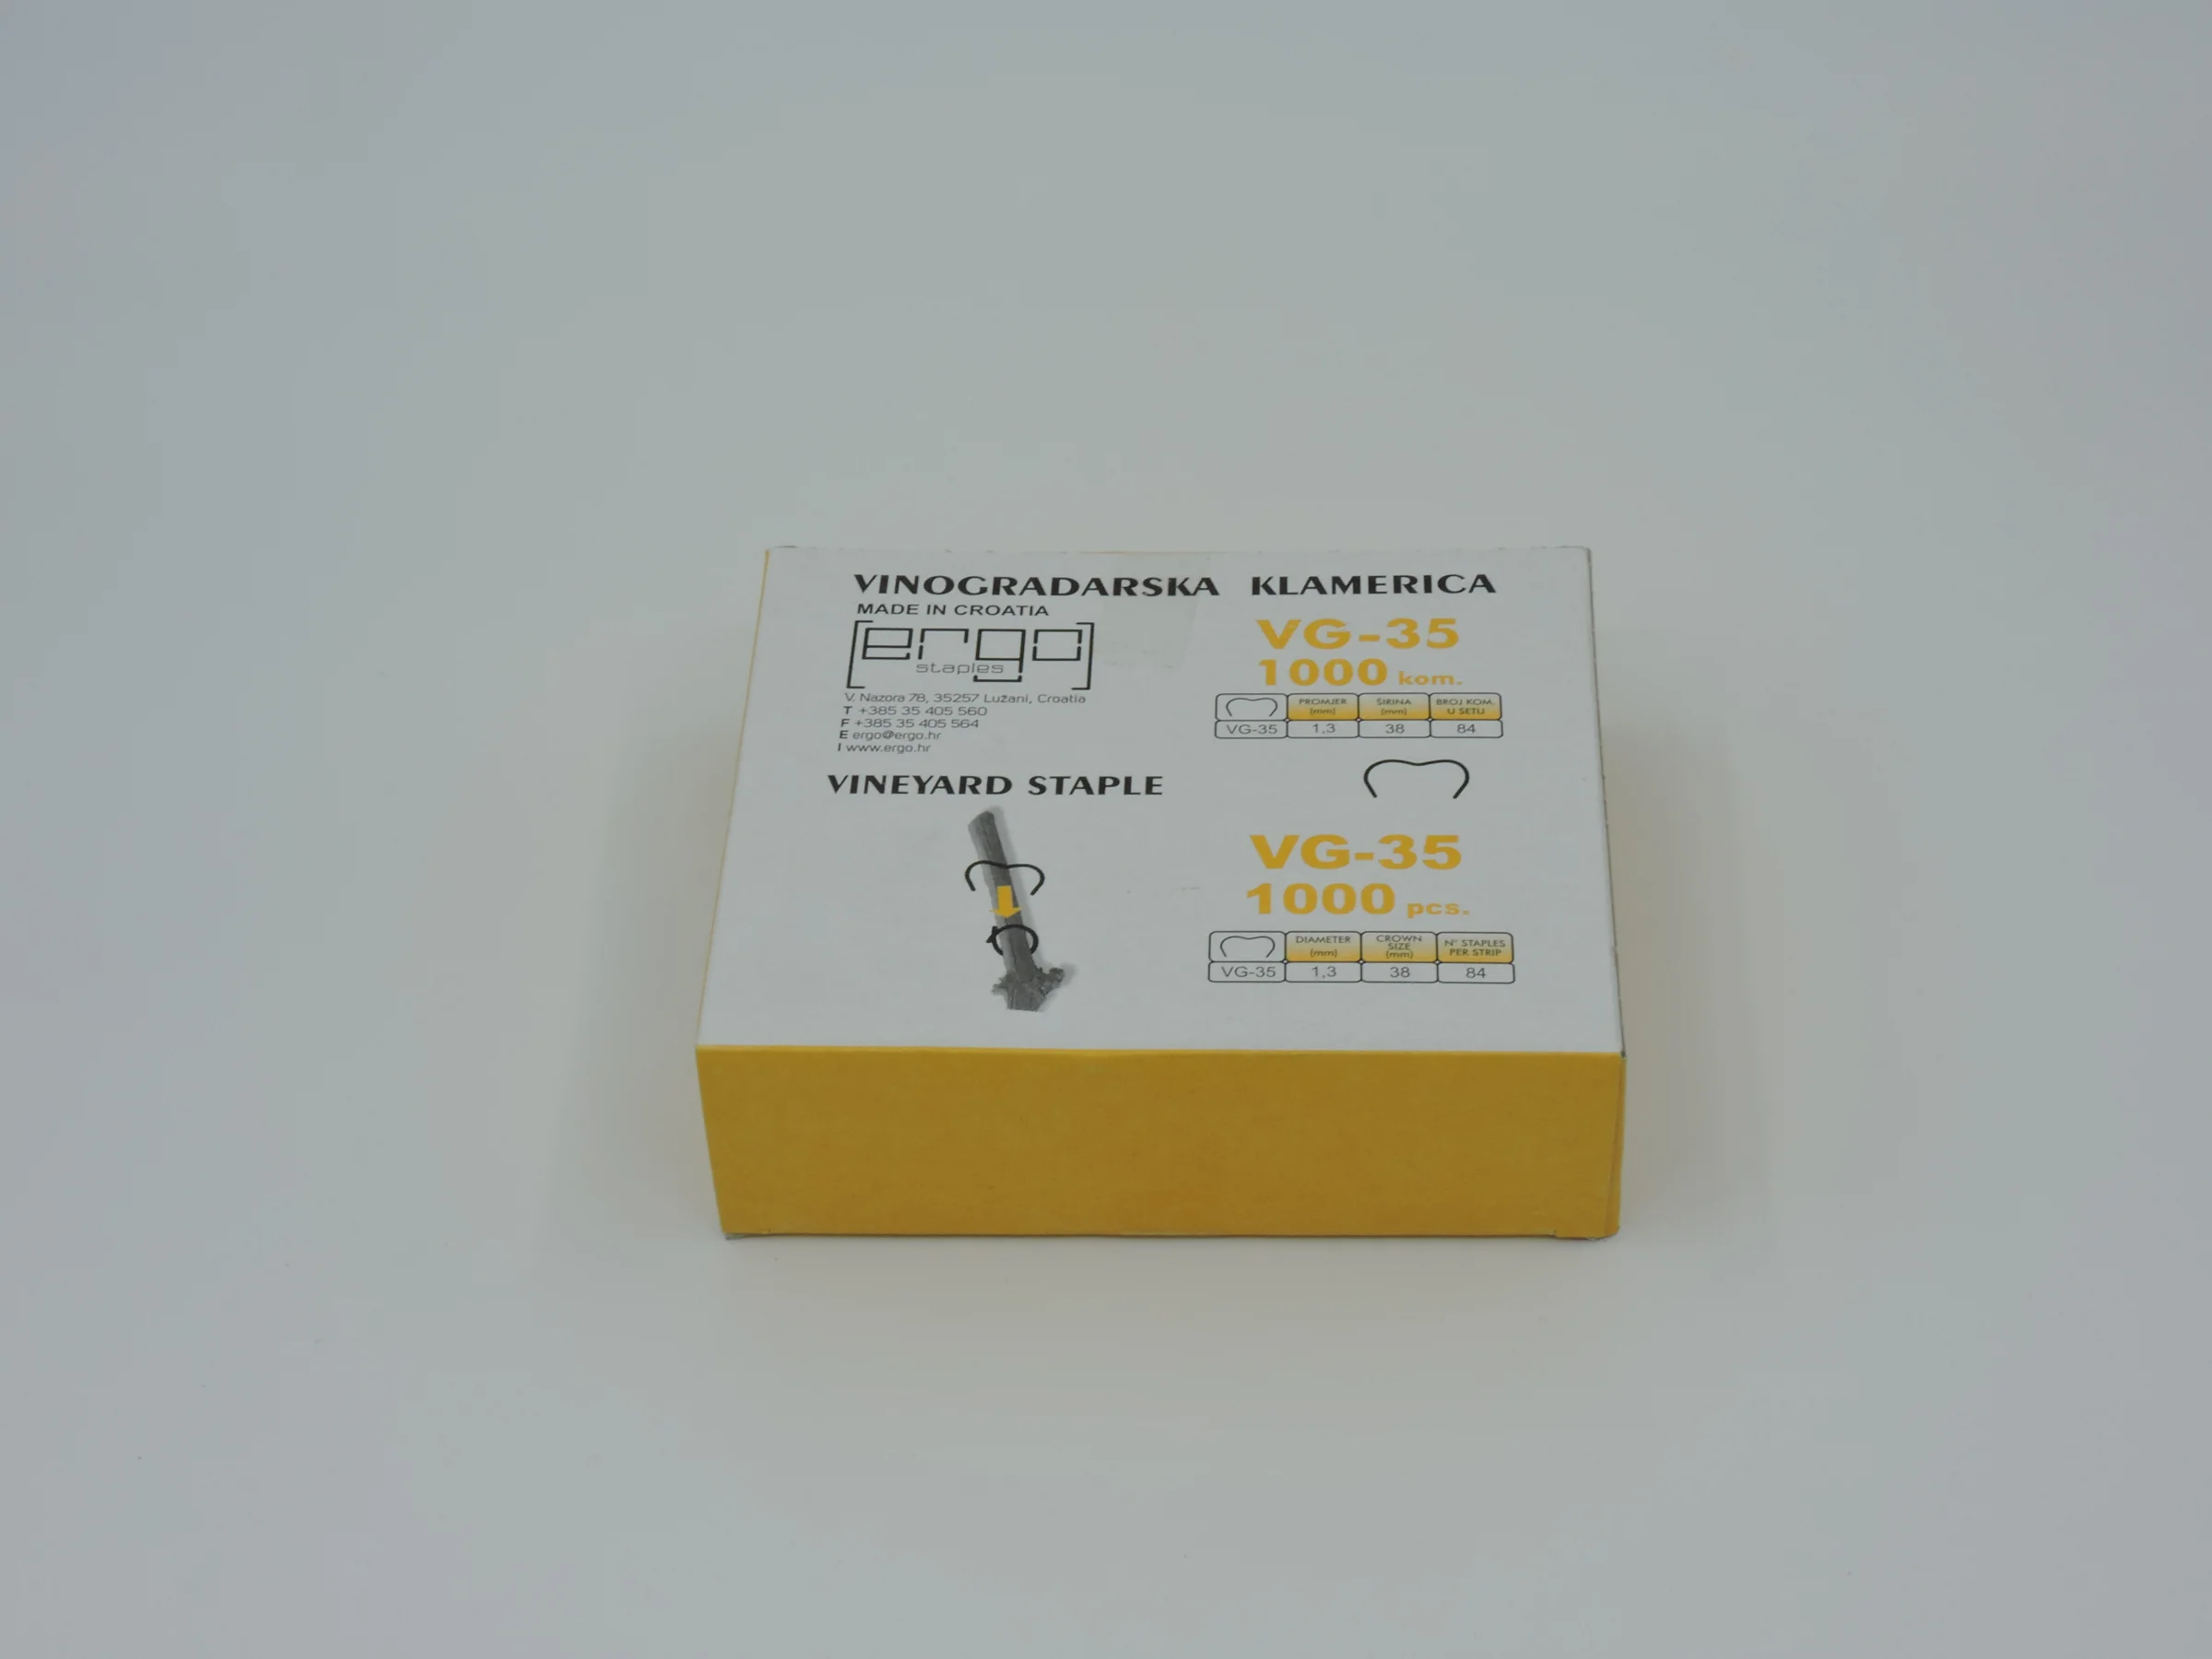 VINOGRADARSKA KLAMERICA
MADE IN CROATIA
[ergo]
staples
V. Nazora 78, 35257 Lužani, Croatia
T +385 35 405 560
F +385 35 405 564
E ergo@ergo.hr
I www.ergo.hr
VG-35
1000 kom.
PROMJER (mm) ŠIRINA (mm) BROJ KOM. U SETU
VG-35 1,3 38 84
VINEYARD STAPLE
VG-35
1000 pcs.
DIAMETER (mm) CROWN SIZE (mm) N° STAPLES PER STRIP
VG-35 1,3 38 84